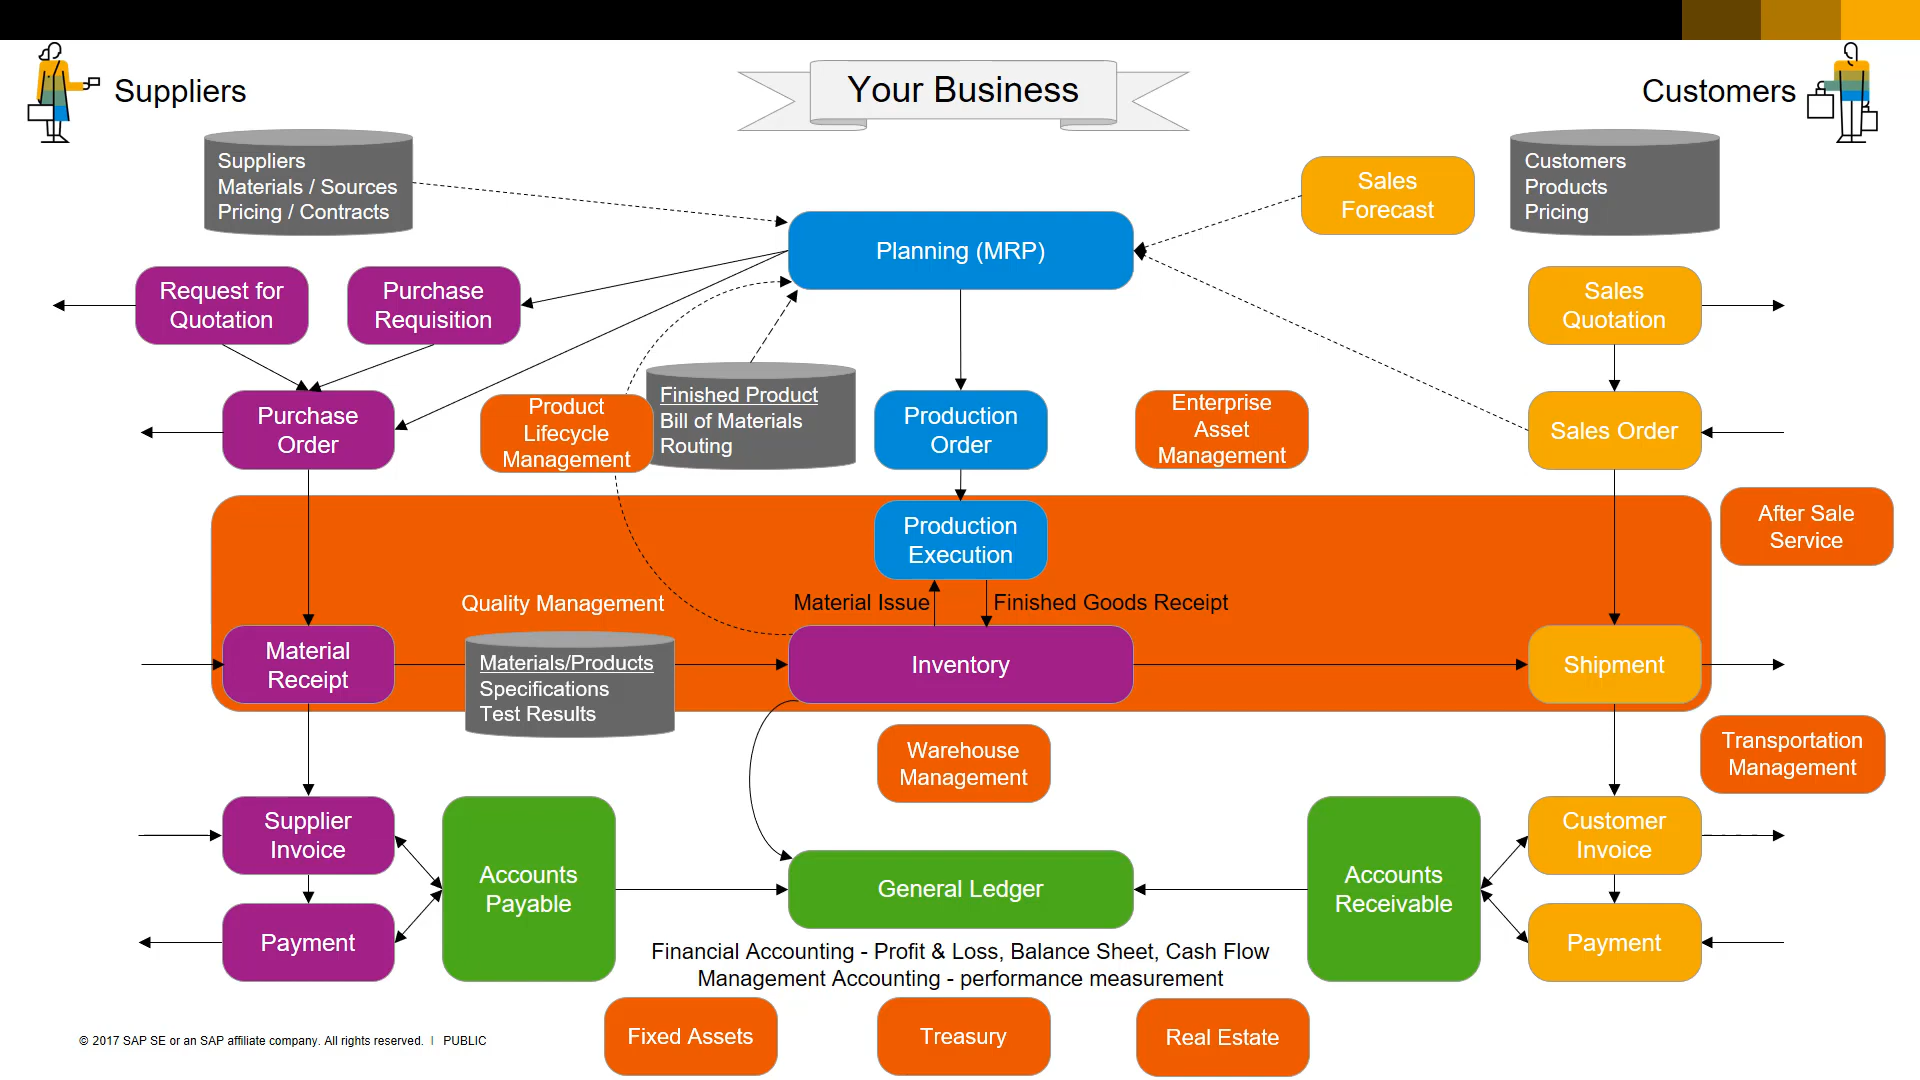 Suppliers
Your Business
Customers
Suppliers
Materials / Sources
Pricing / Contracts
Sales
Forecast
Customers
Products
Pricing
Planning (MRP)
Request for
Quotation
Purchase
Requisition
Sales
Quotation
Purchase
Order
Product
Lifecycle
Management
Finished Product
Bill of Materials
Routing
Production
Order
Enterprise
Asset
Management
Sales Order
After Sale
Service
Production
Execution
Quality Management
Material Issue
Finished Goods Receipt
Material
Receipt
Materials/Products
Specifications
Test Results
Inventory
Shipment
Warehouse
Management
Transportation
Management
Supplier
Invoice
Accounts
Payable
General Ledger
Accounts
Receivable
Customer
Invoice
Payment
Payment
Financial Accounting - Profit & Loss, Balance Sheet, Cash Flow
Management Accounting - performance measurement
Fixed Assets
Treasury
Real Estate
© 2017 SAP SE or an SAP affiliate company. All rights reserved. | PUBLIC